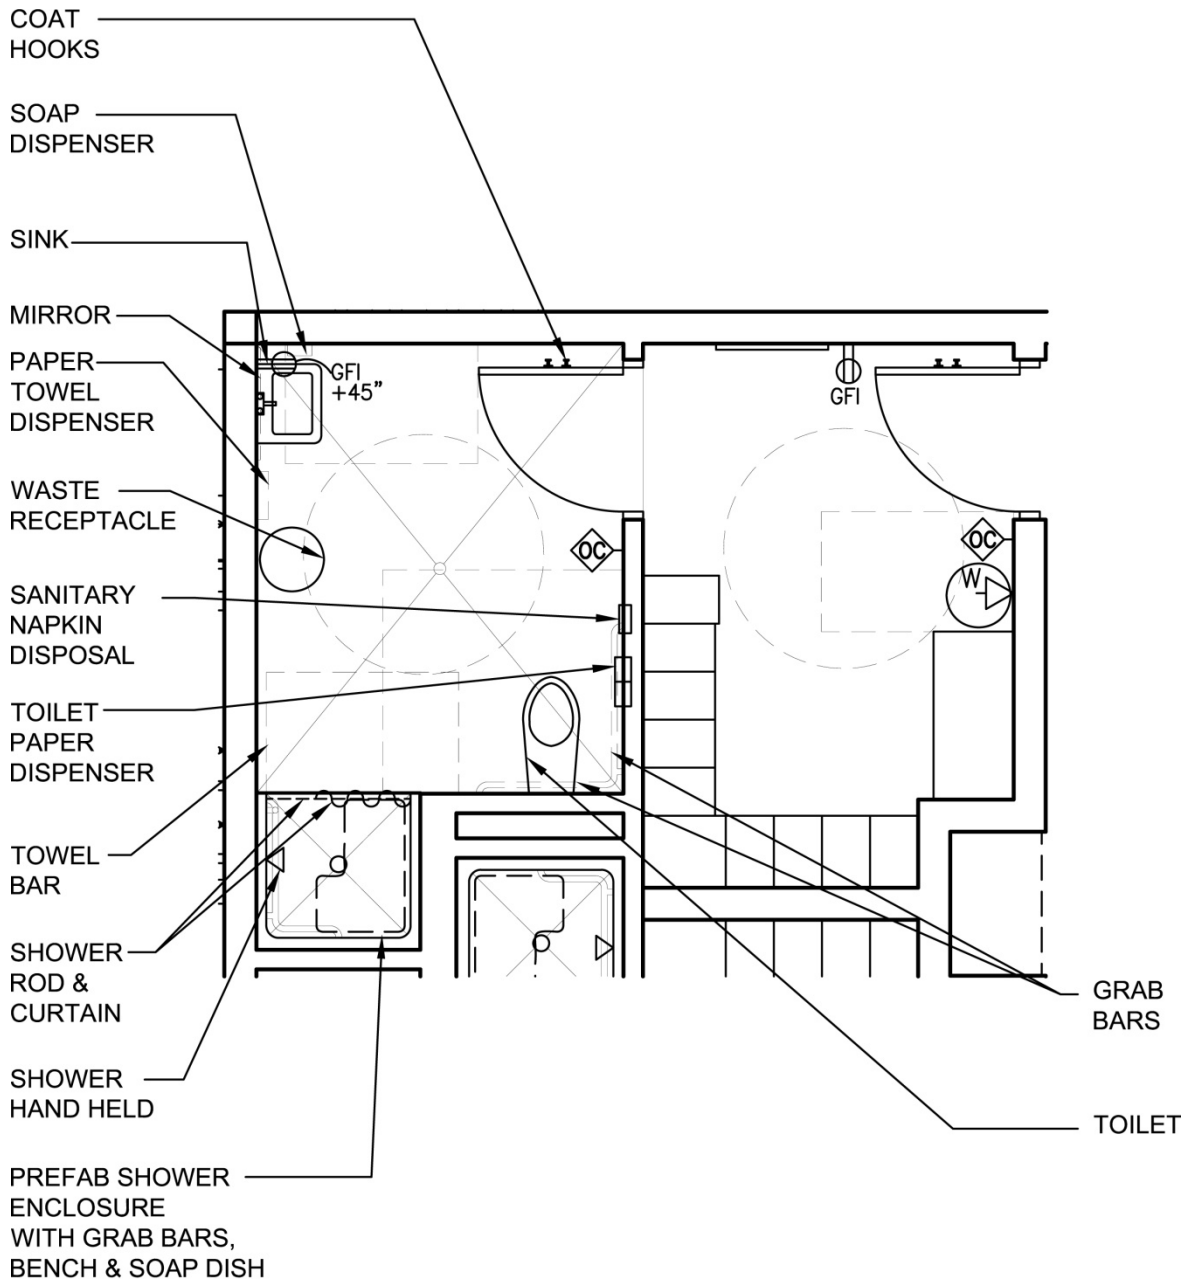 COAT
HOOKS
SOAP
DISPENSER
SINK
MIRROR
PAPER
TOWEL
DISPENSER
WASTE
RECEPTACLE
SANITARY
NAPKIN
DISPOSAL
TOILET
PAPER
DISPENSER
TOWEL
BAR
SHOWER
ROD &
CURTAIN
SHOWER
HAND HELD
PREFAB SHOWER
ENCLOSURE
WITH GRAB BARS,
BENCH & SOAP DISH
GFI
+45”
GFI
OC
OC
W
GRAB
BARS
TOILET